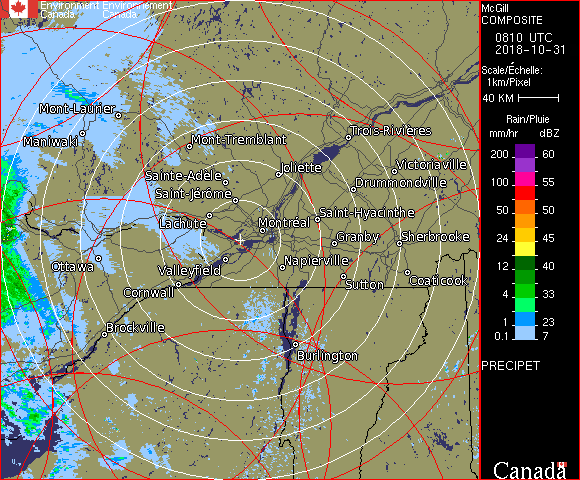 Environment Environnement
Canada Canada
Mont-Laurier
Maniwaki
Mont-Tremblant
Trois-Rivières
Joliette
Victoriaville
Sainte-Adèle
Drummondville
Saint-Jérôme
Lachute
Saint-Hyacinthe
Montréal
Granby
Sherbrooke
Ottawa
Valleyfield
Napierville
Cornwall
Sutton
Coaticook
Brockville
Burlington
McGill
COMPOSITE
0810 UTC
2018-10-31
Scale/Échelle:
1km/Pixel
40 KM
Rain/Pluie
mm/hr dBZ
200 60
100 55
50 50
24 45
12 40
4 33
1 23
0.1 7
PRECIPET
Canada